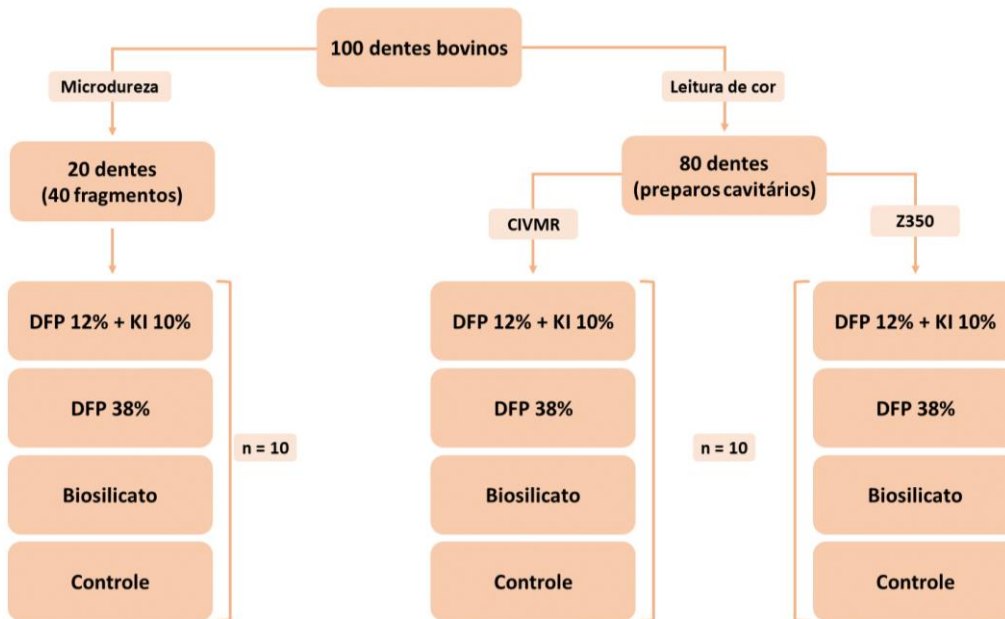 100 dentes bovinos
Microdureza
Leitura de cor
20 dentes
(40 fragmentos)
80 dentes
(preparos cavitários)
CIVMR
Z350
DFP 12% + KI 10%
DFP 38%
Biosilicato
Controle
n = 10
DFP 12% + KI 10%
DFP 38%
Biosilicato
Controle
n = 10
DFP 12% + KI 10%
DFP 38%
Biosilicato
Controle